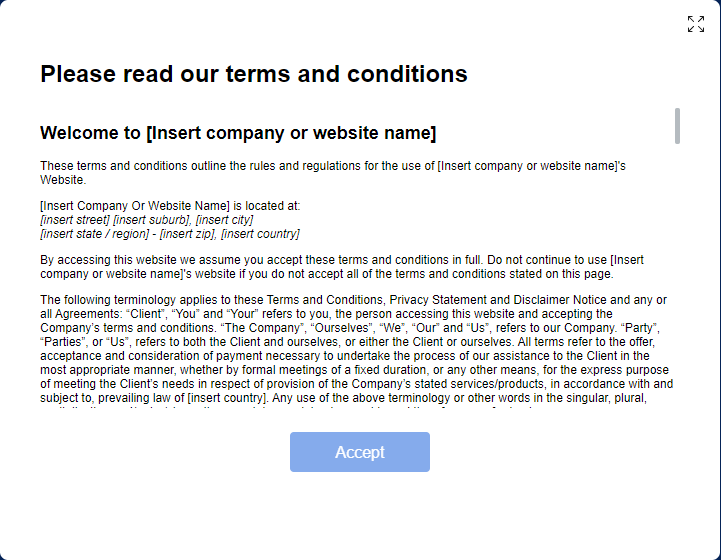 Please read our terms and conditions
Welcome to [Insert company or website name]
These terms and conditions outline the rules and regulations for the use of [Insert company or website name]'s
Website.
[Insert Company Or Website Name] is located at:
[insert street] [insert suburb], [insert city]
[insert state / region] - [insert zip], [insert country]
By accessing this website we assume you accept these terms and conditions in full. Do not continue to use [Insert
company or website name]'s website if you do not accept all of the terms and conditions stated on this page.
The following terminology applies to these Terms and Conditions, Privacy Statement and Disclaimer Notice and any or
all Agreements: “Client”, “You” and “Your” refers to you, the person accessing this website and accepting the
Company’s terms and conditions. “The Company”, “Ourselves”, “We”, “Our” and “Us”, refers to our Company. “Party”,
“Parties”, or “Us”, refers to both the Client and ourselves, or either the Client or ourselves. All terms refer to the offer,
acceptance and consideration of payment necessary to undertake the process of our assistance to the Client in the
most appropriate manner, whether by formal meetings of a fixed duration, or any other means, for the express purpose
of meeting the Client’s needs in respect of provision of the Company’s stated services/products, in accordance with and
subject to, prevailing law of [insert country]. Any use of the above terminology or other words in the singular, plural,
Accept